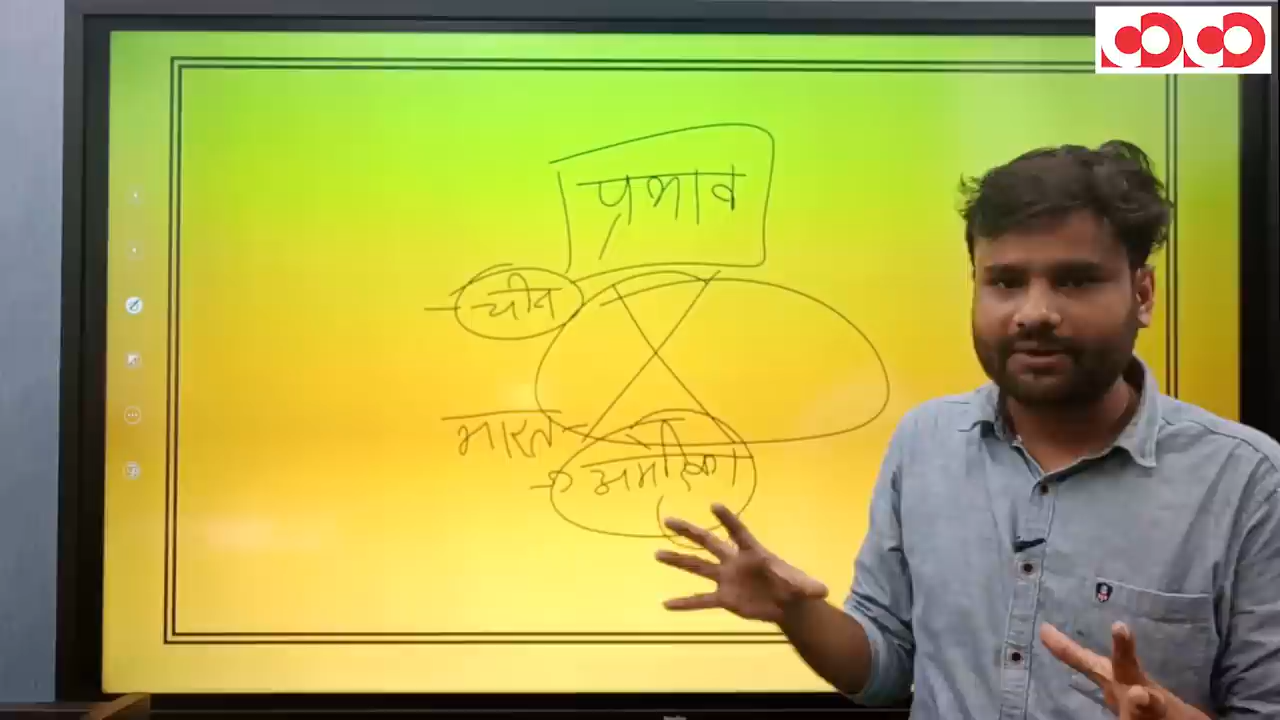 प्रभाव
चीन
भारत
अमेरिका